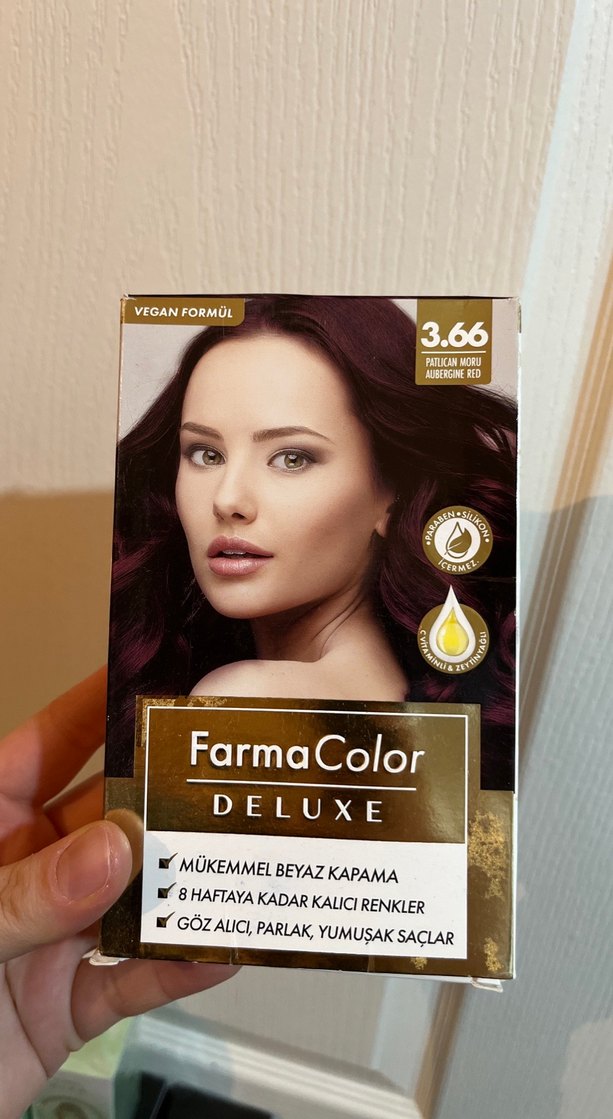 VEGAN FORMÜL
3.66
PATLICAN MORU
AUBERGINE RED
•PARABEN•SİLİKON•
İÇERMEZ.
C VİTAMİNLİ & ZEYTİNYAĞLI
FarmaColor
DELUXE
MÜKEMMEL BEYAZ KAPAMA
8 HAFTAYA KADAR KALICI RENKLER
GÖZ ALICI, PARLAK, YUMUŞAK SAÇLAR